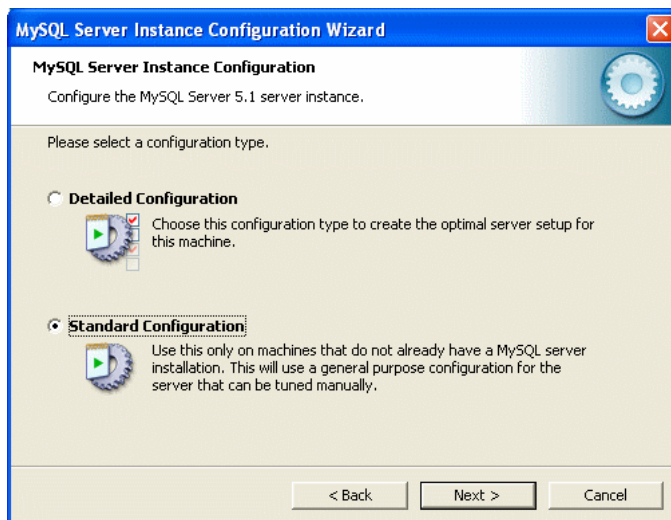 MySQL Server Instance Configuration Wizard
MySQL Server Instance Configuration
Configure the MySQL Server 5.1 server instance.
Please select a configuration type.
Detailed Configuration
Choose this configuration type to create the optimal server setup for
this machine.
Standard Configuration
Use this only on machines that do not already have a MySQL server
installation. This will use a general purpose configuration for the
server that can be tuned manually.
< Back Next > Cancel